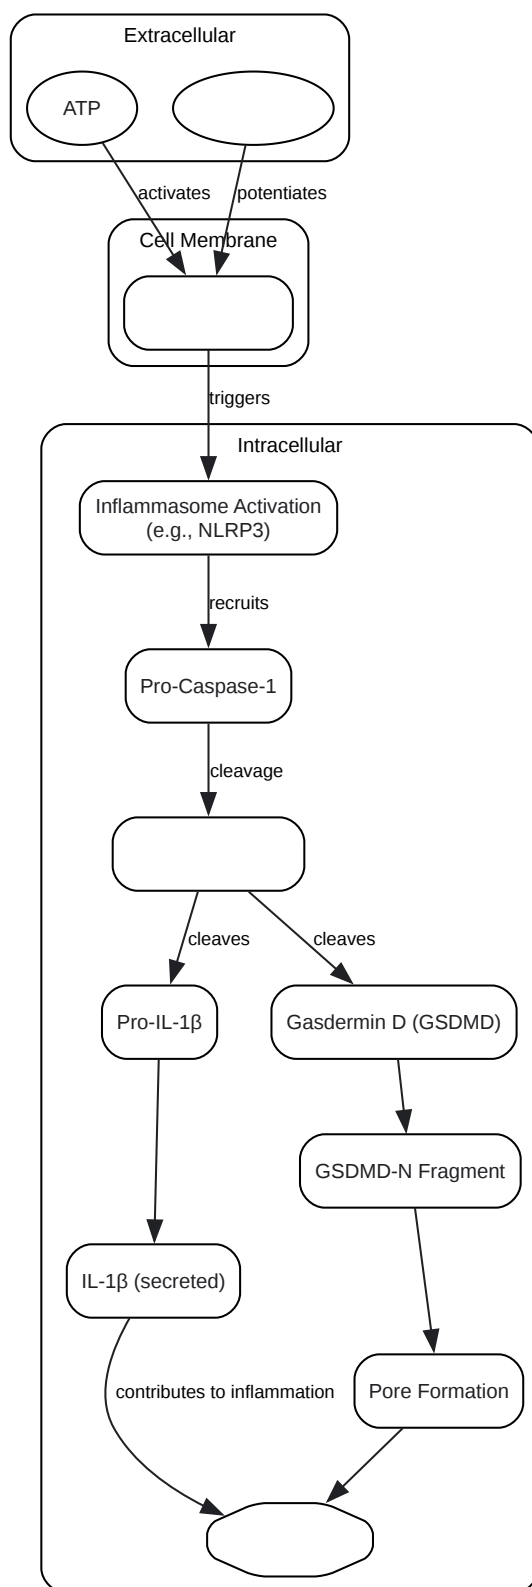 Extracellular
ATP
activates
potentiates
Cell Membrane
triggers
Intracellular
Inflammasome Activation
(e.g., NLRP3)
recruits
Pro-Caspase-1
cleavage
cleaves
cleaves
Pro-IL-1β
Gasdermin D (GSDMD)
GSDMD-N Fragment
IL-1β (secreted)
contributes to inflammation
Pore Formation